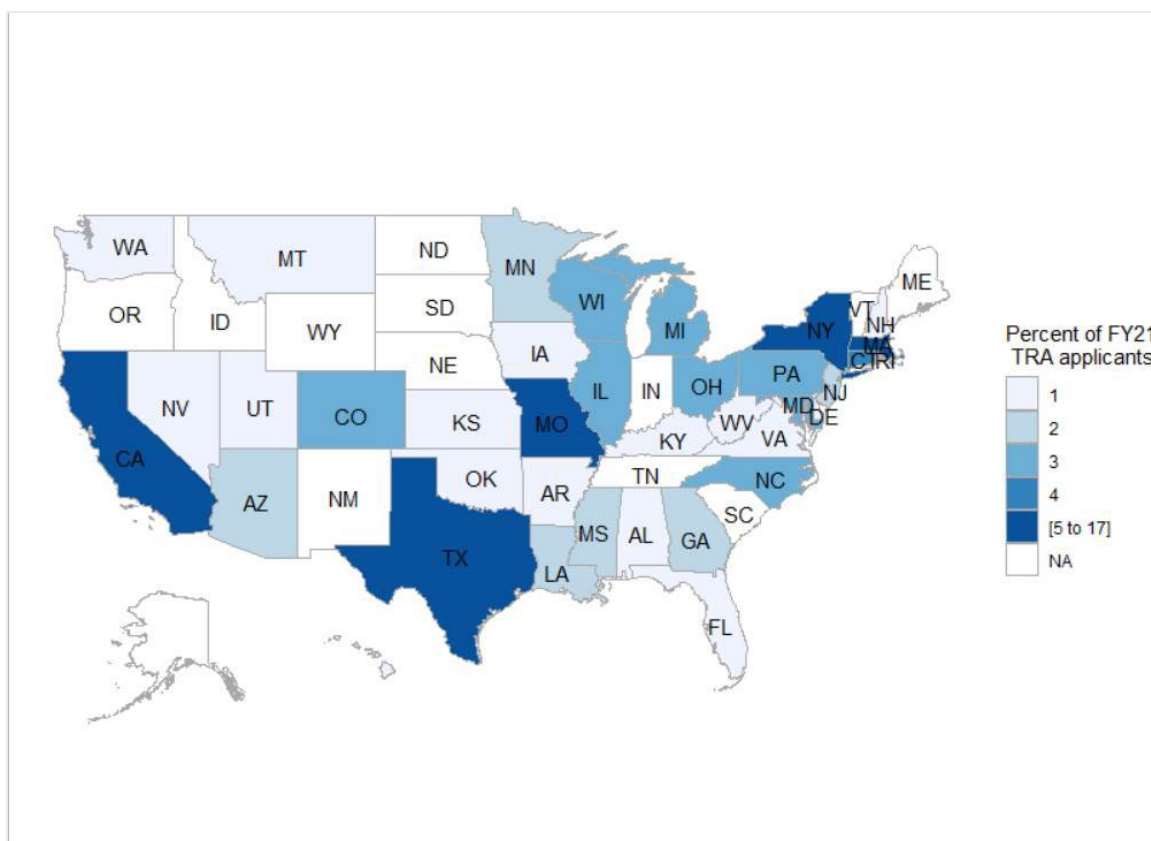 WA
MT
ND
MN
ME
OR
ID
SD
WI
VT
NH
WY
MI
NY
MA
CT
RI
NE
IA
PA
NJ
NV
UT
CO
KS
MO
IL
IN
OH
MD
DE
WV
VA
KY
CA
AZ
NM
OK
AR
TN
NC
SC
TX
LA
MS
AL
GA
FL
Percent of FY21
TRA applicants
1
2
3
4
[5 to 17]
NA